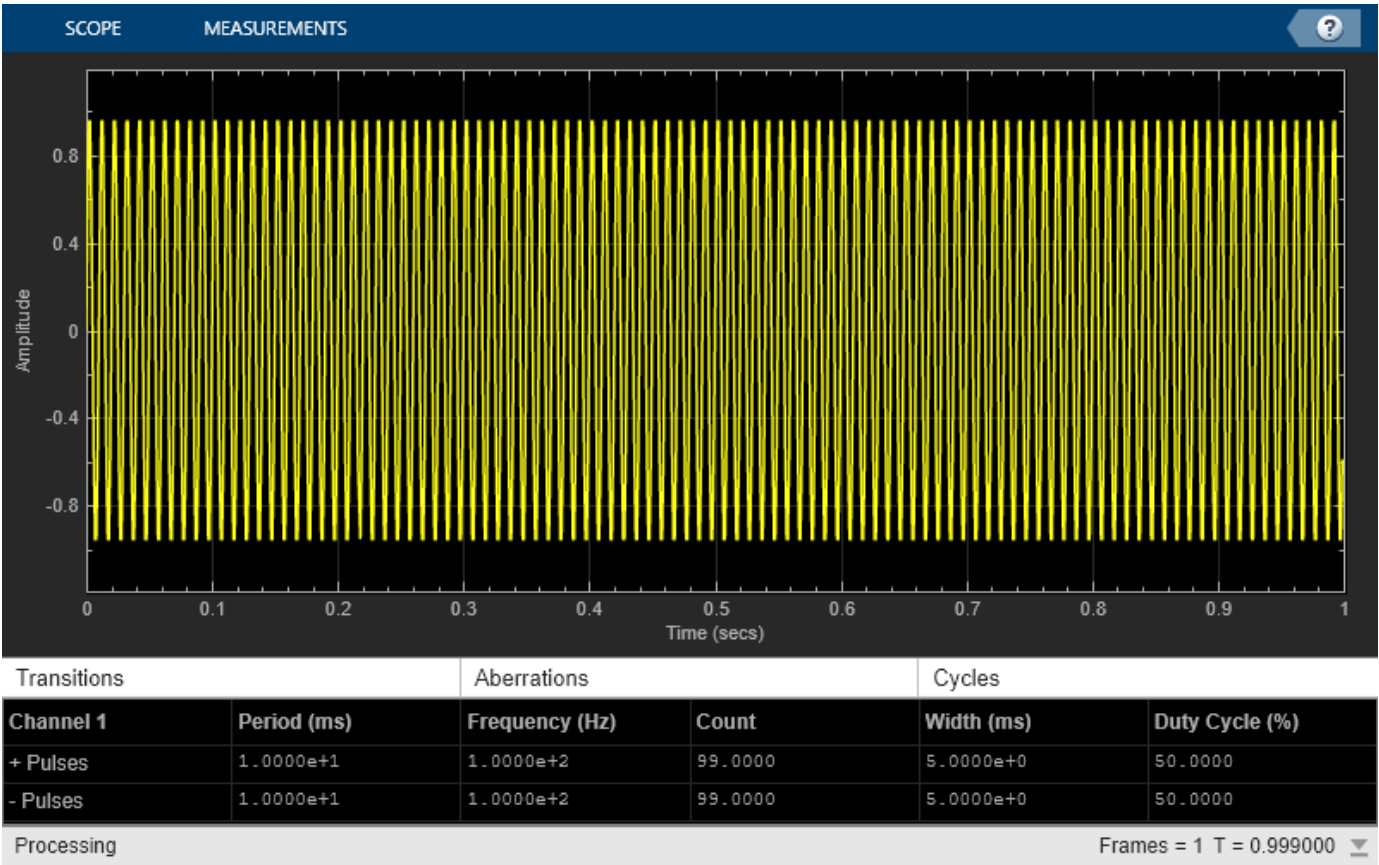 SCOPE MEASUREMENTS ?
0.8
0.4
0
-0.4
-0.8
Amplitude
0 0.1 0.2 0.3 0.4 0.5 0.6 0.7 0.8 0.9 1
Time (secs)
Transitions Aberrations Cycles
Channel 1 Period (ms) Frequency (Hz) Count Width (ms) Duty Cycle (%)
+ Pulses 1.0000e+1 1.0000e+2 99.0000 5.0000e+0 50.0000
- Pulses 1.0000e+1 1.0000e+2 99.0000 5.0000e+0 50.0000
Processing Frames = 1 T = 0.999000